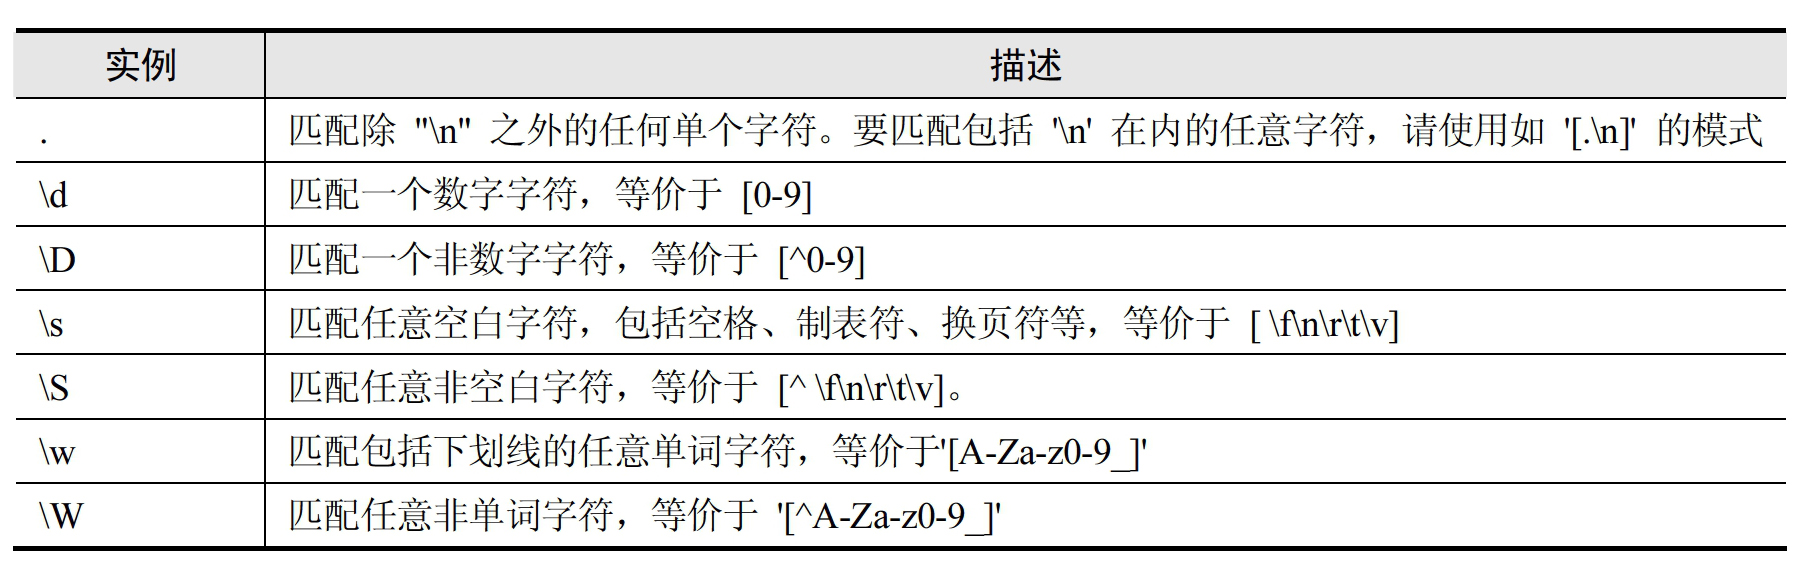 实例 描述
. 匹配除 "\n" 之外的任何单个字符。要匹配包括 '\n' 在内的任意字符，请使用如 '[.\n]' 的模式
\d 匹配一个数字字符，等价于 [0-9]
\D 匹配一个非数字字符，等价于 [^0-9]
\s 匹配任意空白字符，包括空格、制表符、换页符等，等价于 [ \f\n\r\t\v]
\S 匹配任意非空白字符，等价于 [^ \f\n\r\t\v]。
\w 匹配包括下划线的任意单词字符，等价于'[A-Za-z0-9_]'
\W 匹配任意非单词字符，等价于 '[^A-Za-z0-9_]'